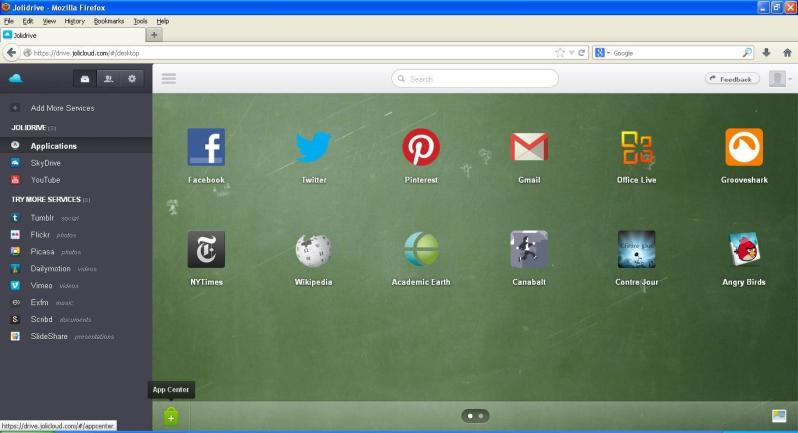 Jolidrive - Mozilla Firefox
File Edit View History Bookmarks Tools Help
Jolidrive
https://drive.jolicloud.com/#/desktop
Google
Search
Feedback
Add More Services
JOLIDRIVE
Applications
SkyDrive
YouTube
TRY MORE SERVICES
Tumblr social
Flickr photos
Picasa photos
Dailymotion videos
Vimeo videos
Exfm music
Scribd documents
SlideShare presentations
Facebook Twitter Pinterest Gmail Office Live Grooveshark
NYTimes Wikipedia Academic Earth Canabalt Contre Jour Angry Birds
App Center
https://drive.jolicloud.com/#/appcenter